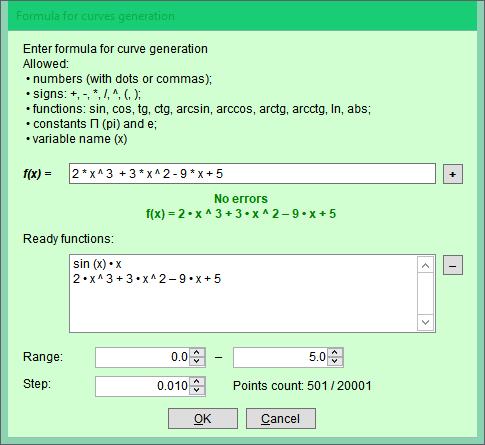 Formula for curves generation
Enter formula for curve generation
Allowed:
• numbers (with dots or commas);
• signs: +, -, *, /, ^, (, );
• functions: sin, cos, tg, ctg, arcsin, arccos, arctg, arcctg, ln, abs;
• constants Π (pi) and e;
• variable name (x)
f(x) = 2 * x ^ 3 + 3 * x ^ 2 - 9 * x + 5 +
No errors
f(x) = 2 • x ^ 3 + 3 • x ^ 2 – 9 • x + 5
Ready functions:
sin (x) • x –
2 • x ^ 3 + 3 • x ^ 2 – 9 • x + 5
Range: 0.0 – 5.0
Step: 0.010 Points count: 501 / 20001
OK Cancel